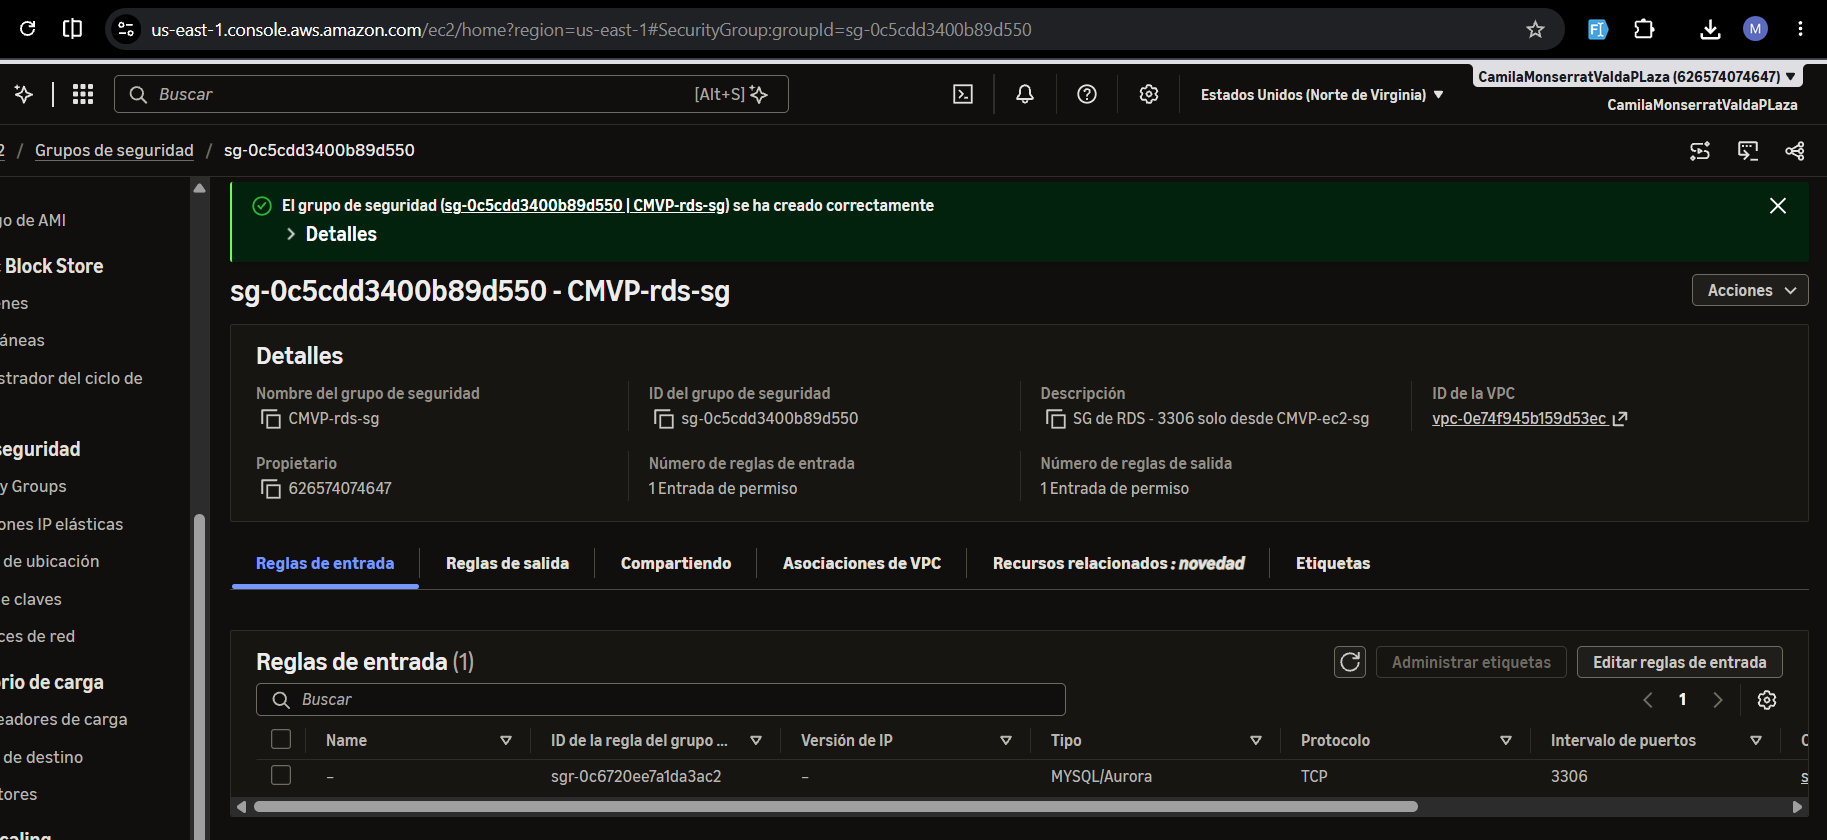 us-east-1.console.aws.amazon.com/ec2/home?region=us-east-1#SecurityGroup:groupId=sg-0c5cdd3400b89d550
M
Buscar
[Alt+S]
Estados Unidos (Norte de Virginia)
CamilaMonserratValdaPLaza (626574074647)
CamilaMonserratValdaPLaza
2 / Grupos de seguridad / sg-0c5cdd3400b89d550
go de AMI
Block Store
enes
áneas
strador del ciclo de
seguridad
y Groups
ones IP elásticas
de ubicación
e claves
ces de red
rio de carga
eadores de carga
de destino
tores
caling
El grupo de seguridad (sg-0c5cdd3400b89d550 | CMVP-rds-sg) se ha creado correctamente
Detalles
sg-0c5cdd3400b89d550 - CMVP-rds-sg
Acciones
Detalles
Nombre del grupo de seguridad
CMVP-rds-sg
ID del grupo de seguridad
sg-0c5cdd3400b89d550
Descripción
SG de RDS - 3306 solo desde CMVP-ec2-sg
ID de la VPC
vpc-0e74f945b159d53ec
Propietario
626574074647
Número de reglas de entrada
1 Entrada de permiso
Número de reglas de salida
1 Entrada de permiso
Reglas de entrada
Reglas de salida
Compartiendo
Asociaciones de VPC
Recursos relacionados : novedad
Etiquetas
Reglas de entrada (1)
Administrar etiquetas
Editar reglas de entrada
Buscar
1
Name
ID de la regla del grupo ...
Versión de IP
Tipo
Protocolo
Intervalo de puertos
–
sgr-0c6720ee7a1da3ac2
–
MYSQL/Aurora
TCP
3306
s